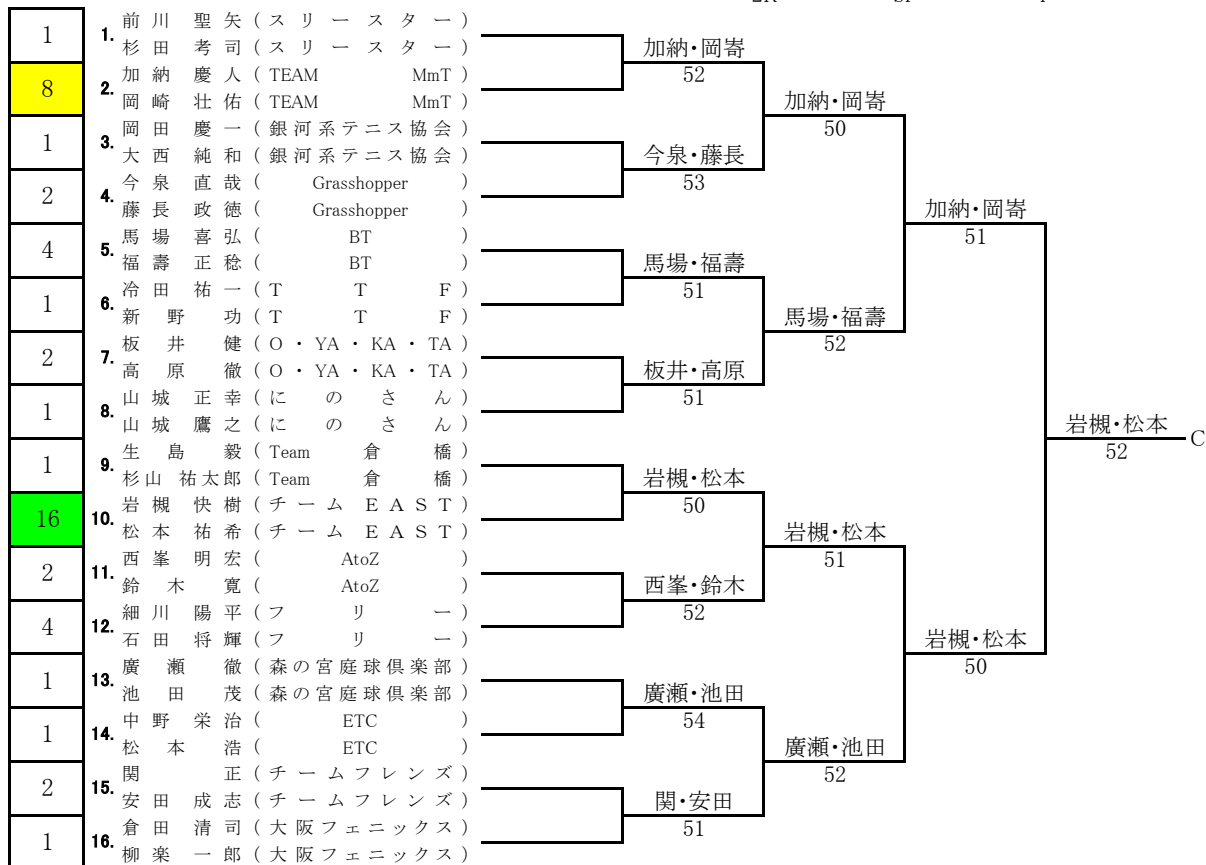 1 1. 前川 聖矢 (スリースター)
杉田 考司 (スリースター)
8 2. 加納 慶人 (TEAM MmT)
岡崎 壮佑 (TEAM MmT)
1 3. 岡田 慶一 (銀河系テニス協会)
大西 純和 (銀河系テニス協会)
2 4. 今泉 直哉 (Grasshopper)
藤長 政徳 (Grasshopper)
4 5. 馬場 喜弘 (BT)
福壽 正稔 (BT)
1 6. 冷田 祐一 (TTF)
新野 功 (TTF)
2 7. 板井 健 (O・YA・KA・TA)
高原 徹 (O・YA・KA・TA)
1 8. 山城 正幸 (にのさん)
山城 鷹之 (にのさん)
1 9. 生島 毅 (Team 倉橋)
杉山 祐太郎 (Team 倉橋)
16 10. 岩槻 快樹 (チームEAST)
松本 祐希 (チームEAST)
2 11. 西峯 明宏 (AtoZ)
鈴木 寛 (AtoZ)
4 12. 細川 陽平 (フリー)
石田 将輝 (フリー)
1 13. 廣瀬 徹 (森の宮庭球倶楽部)
池田 茂 (森の宮庭球倶楽部)
1 14. 中野 栄治 (ETC)
松本 浩 (ETC)
2 15. 関 正 (チームフレンズ)
安田 成志 (チームフレンズ)
1 16. 倉田 清司 (大阪フェニックス)
柳楽 一郎 (大阪フェニックス)
加納・岡嵜
52
今泉・藤長
53
馬場・福壽
51
板井・高原
51
岩槻・松本
50
西峯・鈴木
52
廣瀬・池田
54
関・安田
51
加納・岡嵜
50
馬場・福壽
52
岩槻・松本
51
廣瀬・池田
52
加納・岡嵜
51
岩槻・松本
50
岩槻・松本
52
C